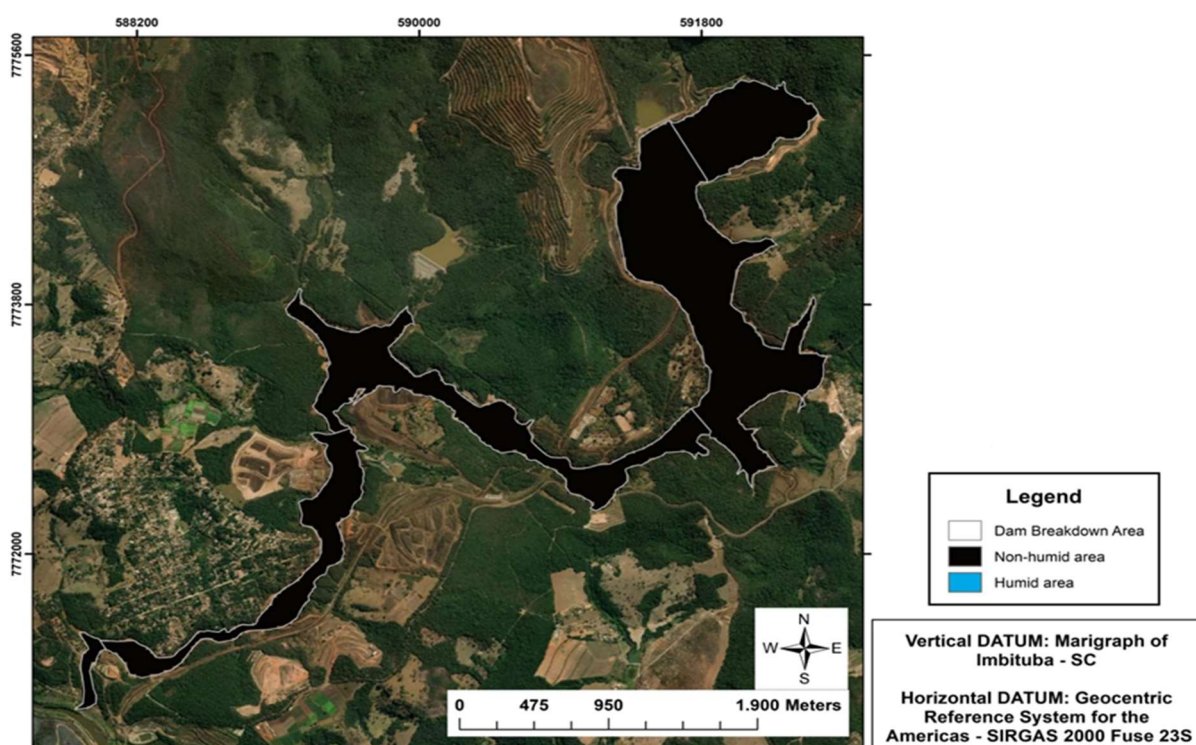 588200
590000
591800
7775600
7773800
7772000
N
W E
S
0 475 950 1.900 Meters
Legend
Dam Breakdown Area
Non-humid area
Humid area
Vertical DATUM: Marigraph of
Imbituba - SC
Horizontal DATUM: Geocentric
Reference System for the
Americas - SIRGAS 2000 Fuse 23S